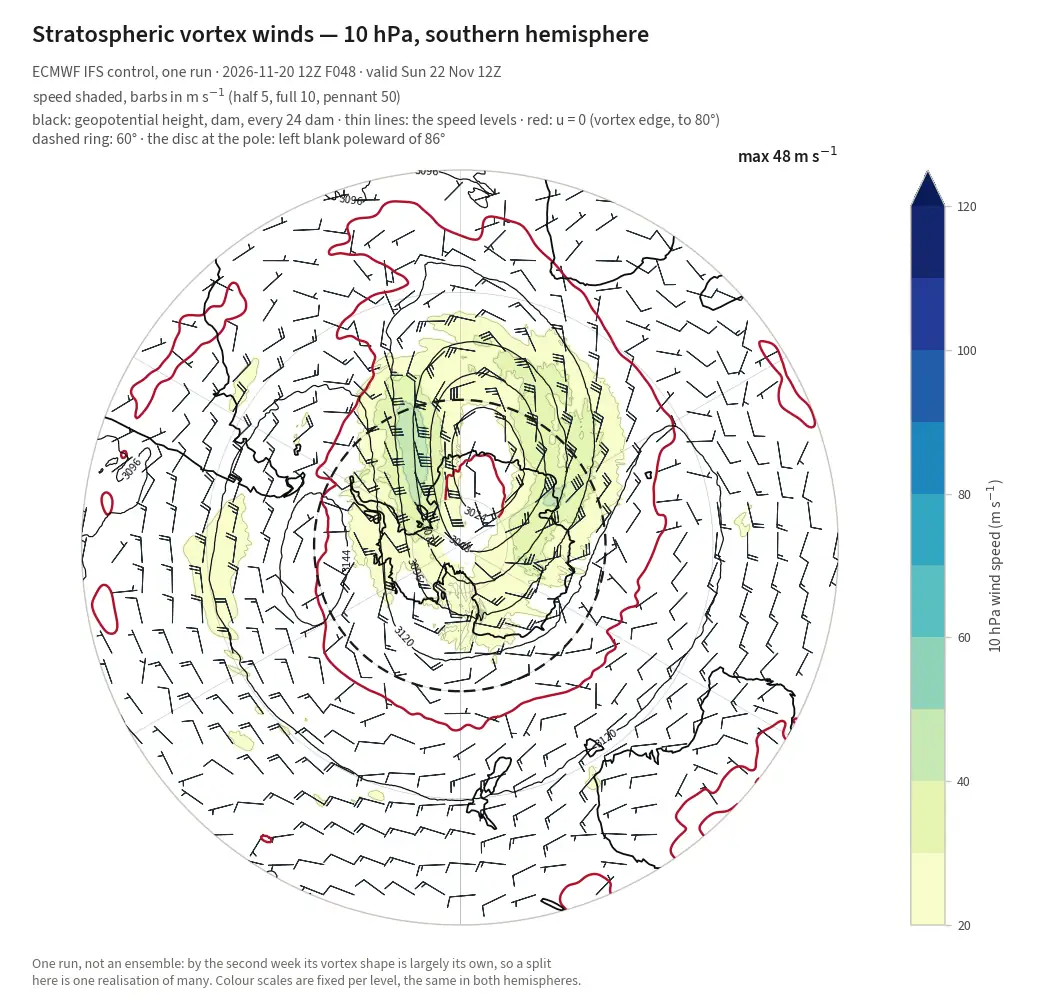 Stratospheric vortex winds — 10 hPa, southern hemisphere
ECMWF IFS control, one run · 2026-11-20 12Z F048 · valid Sun 22 Nov 12Z
speed shaded, barbs in m s⁻¹ (half 5, full 10, pennant 50)
black: geopotential height, dam, every 24 dam · thin lines: the speed levels · red: u = 0 (vortex edge, to 80°)
dashed ring: 60° · the disc at the pole: left blank poleward of 86°
max 48 m s⁻¹
3096
3096
120
100
3096
80
3144
3120
3120
60
40
20
10 hPa wind speed (m s⁻¹)
One run, not an ensemble: by the second week its vortex shape is largely its own, so a split
here is one realisation of many. Colour scales are fixed per level, the same in both hemispheres.